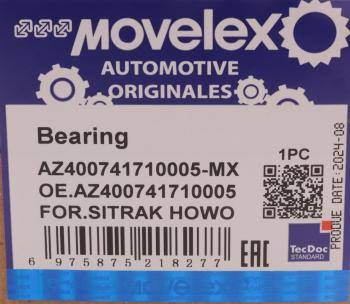 movelex
AUTOMOTIVE
ORIGINALES
Bearing
AZ400741710005-MX
1PC
OE.AZ400741710005
FOR.SITRAK HOWO
PRODUE DATE:2024-08
EAC
TecDoc
STANDARD
6 975875 218277